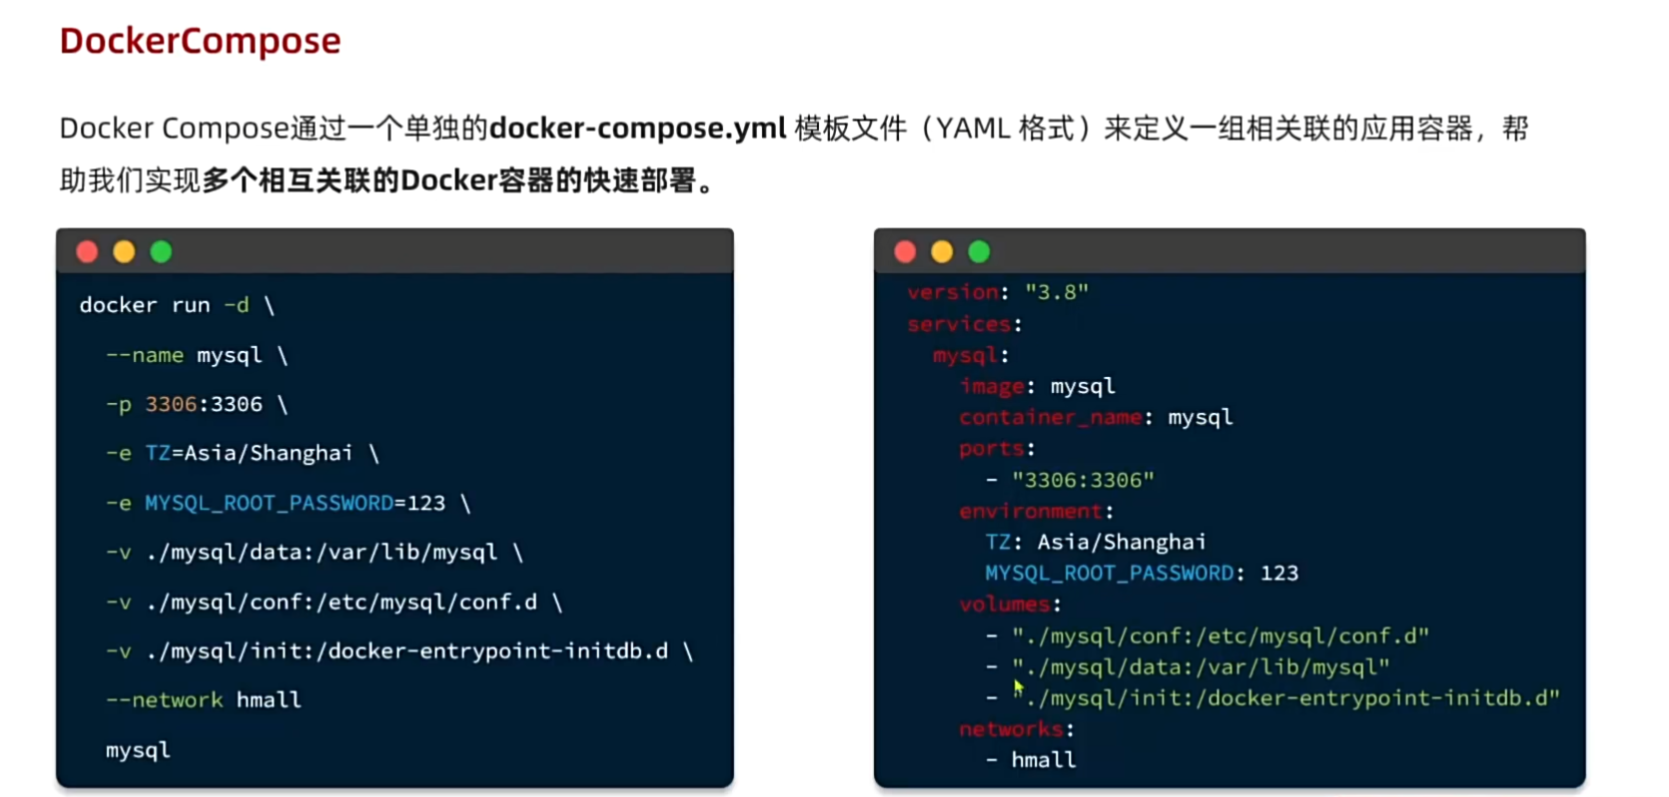 DockerCompose
Docker Compose通过一个单独的docker-compose.yml 模板文件（YAML 格式）来定义一组相关联的应用容器，帮
助我们实现多个相互关联的Docker容器的快速部署。
docker run -d \
--name mysql \
-p 3306:3306 \
-e TZ=Asia/Shanghai \
-e MYSQL_ROOT_PASSWORD=123 \
-v ./mysql/data:/var/lib/mysql \
-v ./mysql/conf:/etc/mysql/conf.d \
-v ./mysql/init:/docker-entrypoint-initdb.d \
--network hmall
mysql
version: "3.8"
services:
mysql:
image: mysql
container_name: mysql
ports:
- "3306:3306"
environment:
TZ: Asia/Shanghai
MYSQL_ROOT_PASSWORD: 123
volumes:
- "./mysql/conf:/etc/mysql/conf.d"
- "./mysql/data:/var/lib/mysql"
- "./mysql/init:/docker-entrypoint-initdb.d"
networks:
- hmall